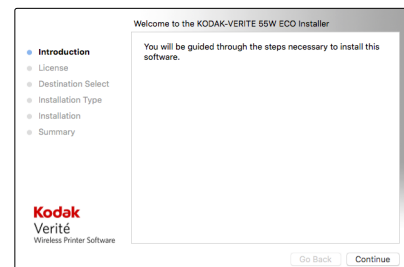 Welcome to the KODAK-VERITE 55W ECO Installer
Introduction
License
Destination Select
Installation Type
Installation
Summary
You will be guided through the steps necessary to install this
software.
Kodak
Verité
Wireless Printer Software
Go Back
Continue